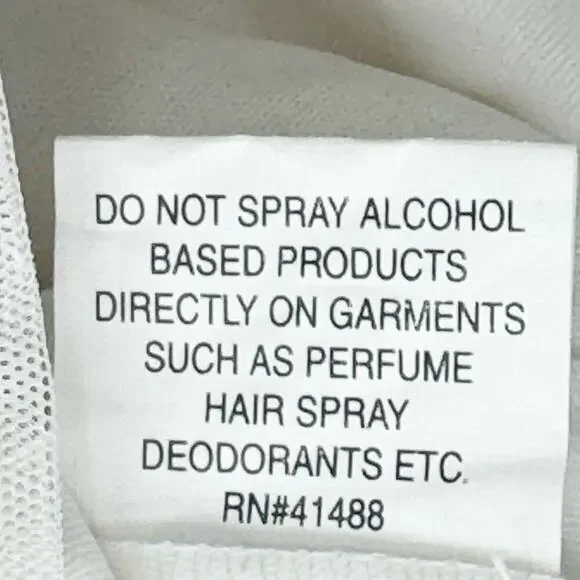 DO NOT SPRAY ALCOHOL
BASED PRODUCTS
DIRECTLY ON GARMENTS
SUCH AS PERFUME
HAIR SPRAY
DEODORANTS ETC.
RN#41488